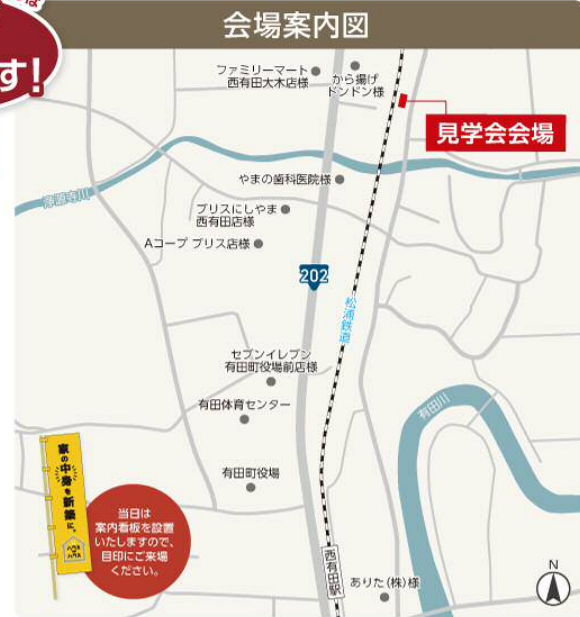 す!
会場案内図
ファミリーマート
西有田大木店様
から揚げ
ドンドン様
見学会会場
やまの歯科医院様
ブリスにしやま
西有田店様
Aコープ ブリス店様
202
松浦鉄道
セブンイレブン
有田町役場前店様
有田体育センター
有田川
有田町役場
家の中身を新築に。
当日は
案内看板を設置
いたしますので、
目印にご来場
ください。
西有田駅
ありた(株)様
N